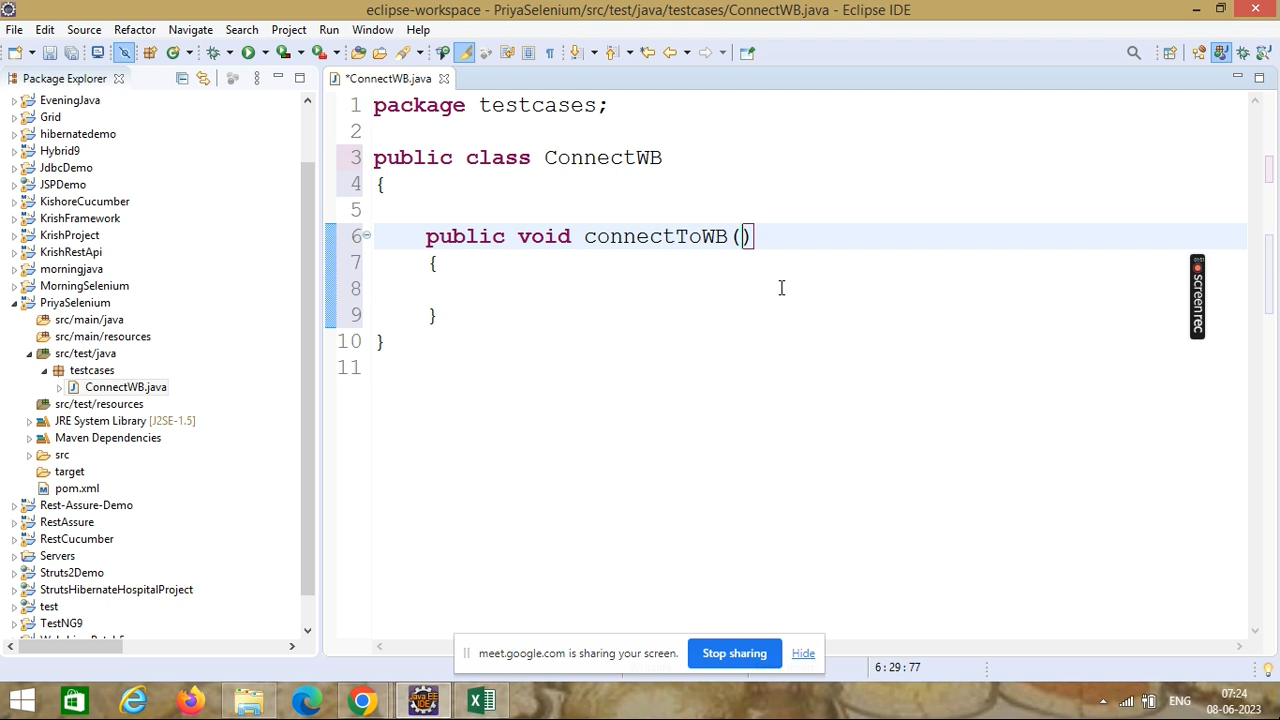 eclipse-workspace - PriyaSelenium/src/test/java/testcases/ConnectWB.java - Eclipse IDE
File Edit Source Refactor Navigate Search Project Run Window Help
Package Explorer
EveningJava
Grid
hibernatedemo
Hybrid9
JdbcDemo
JSPDemo
KishoreCucumber
KrishFramework
KrishProject
KrishRestApi
morningjava
MorningSelenium
PriyaSelenium
src/main/java
src/main/resources
src/test/java
testcases
ConnectWB.java
src/test/resources
JRE System Library [J2SE-1.5]
Maven Dependencies
src
target
pom.xml
Rest-Assure-Demo
RestAssure
RestCucumber
Servers
Struts2Demo
StrutsHibernateHospitalProject
test
TestNG9
*ConnectWB.java
1 package testcases;
2
3 public class ConnectWB
4 {
5
6 public void connectToWB()
7 {
8
9 }
10 }
11
screenrec
meet.google.com is sharing your screen. Stop sharing Hide
6 : 29 : 77
Java EE IDE
ENG
07:24
08-06-2023